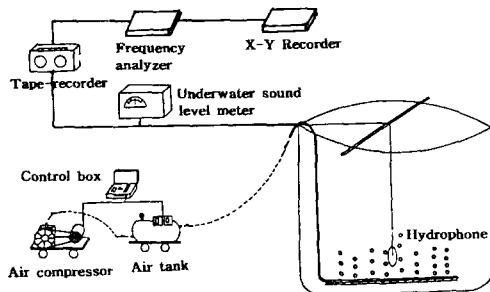 Frequency
analyzer
X-Y Recorder
Tape-recorder
Underwater sound
level meter
Control box
Hydrophone
Air compressor
Air tank